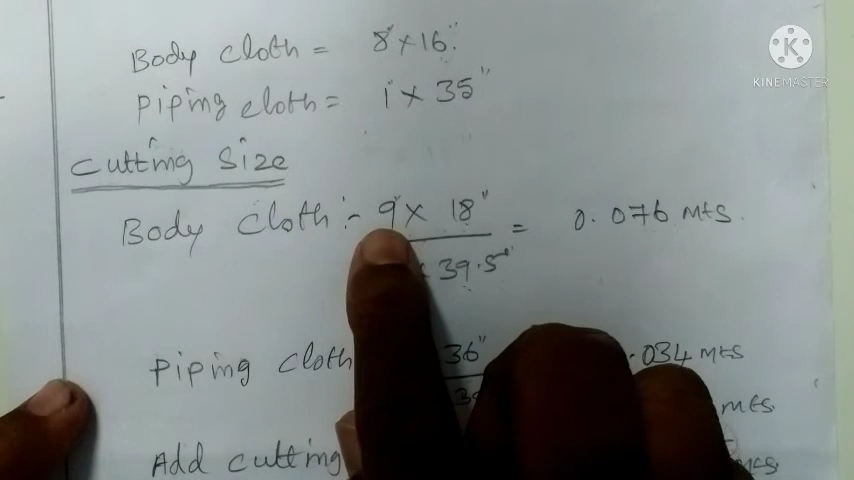 K
KINEMASTER
Body cloth = 8" x 16"
Piping cloth = 1" x 35"
Cutting Size
Body cloth :- 9" x 18" = 0.076 mts.
x 39.5"
Piping cloth 36" .034 mts
mts
Add cutting mts